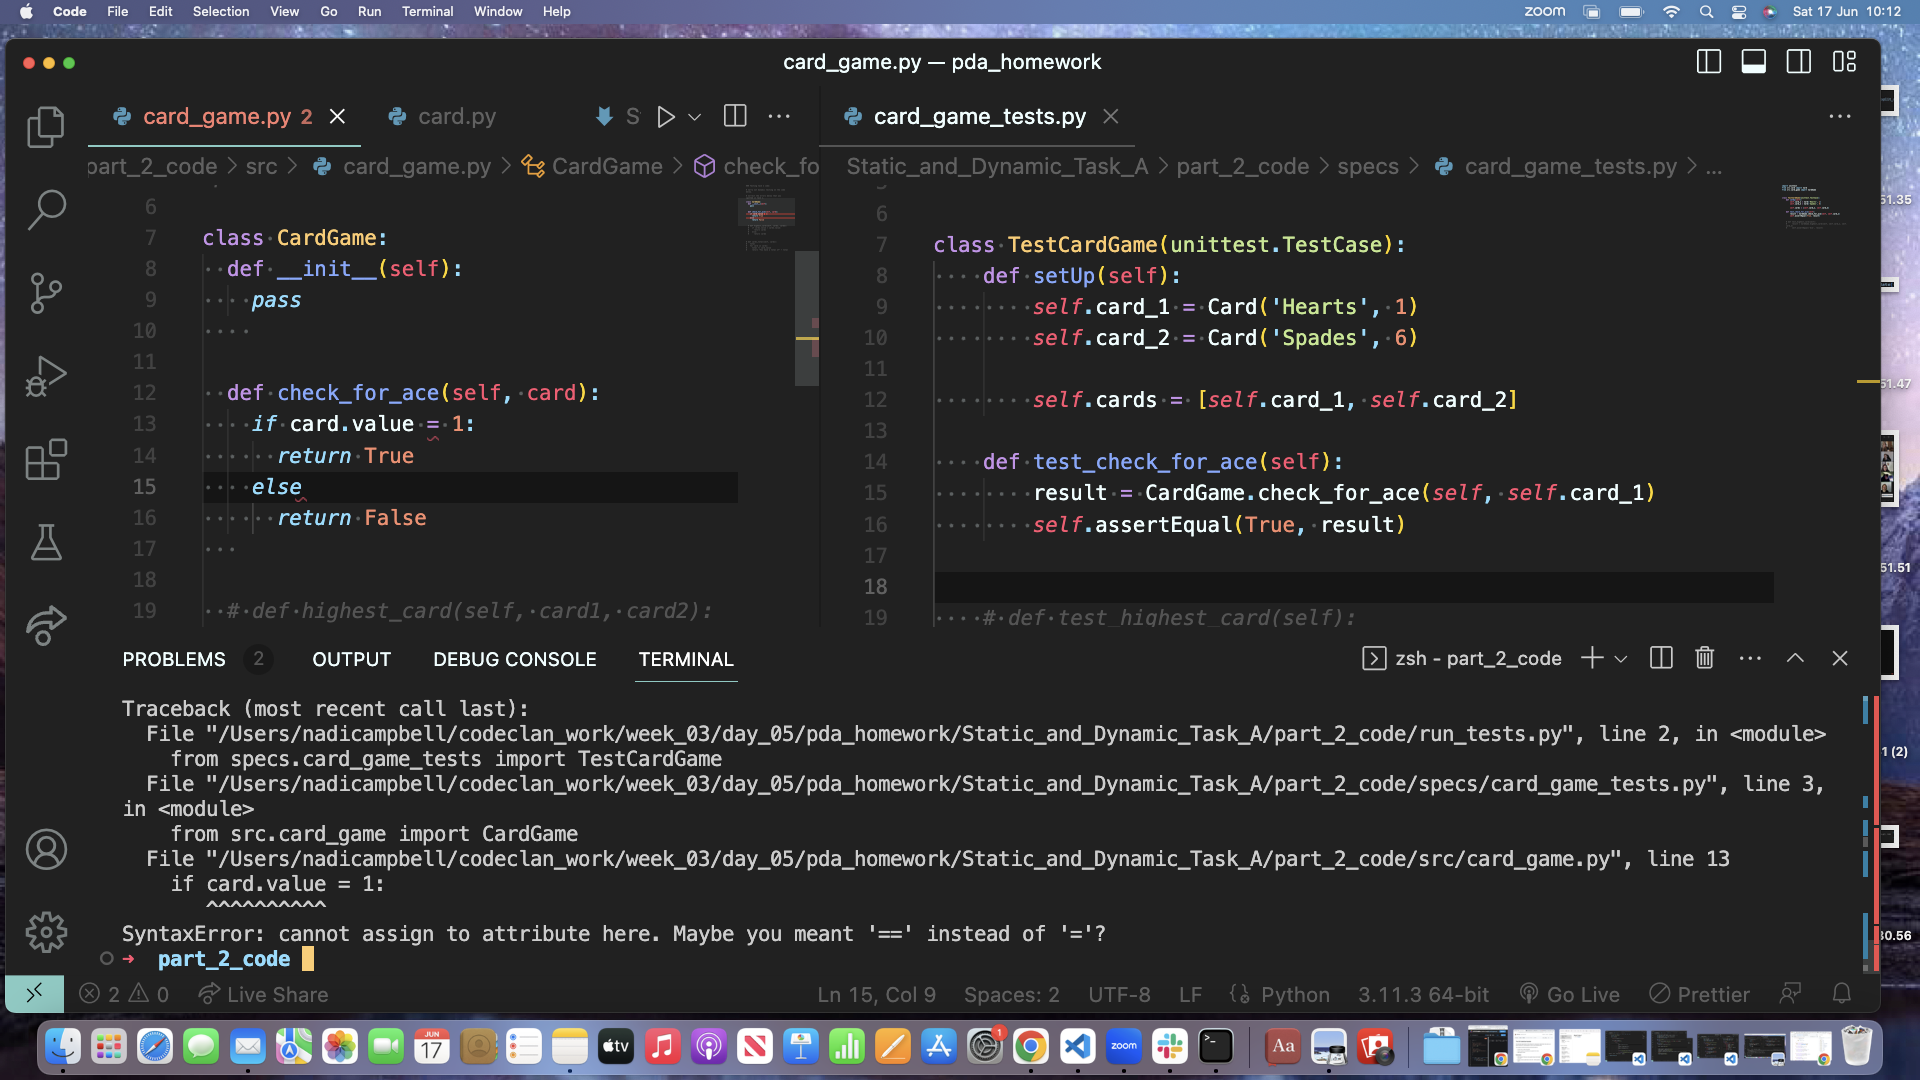 Code File Edit Selection View Go Run Terminal Window Help zoom Sat 17 Jun 10:12
card_game.py — pda_homework
card_game.py 2 card.py S
part_2_code > src > card_game.py > CardGame > check_fo
6
7 class CardGame:
8 def __init__(self):
9 pass
10
11
12 def check_for_ace(self, card):
13 if card.value = 1:
14 return True
15 else
16 return False
17
18
19 # def highest_card(self, card1, card2):
card_game_tests.py
Static_and_Dynamic_Task_A > part_2_code > specs > card_game_tests.py > ...
6
7 class TestCardGame(unittest.TestCase):
8 def setUp(self):
9 self.card_1 = Card('Hearts', 1)
10 self.card_2 = Card('Spades', 6)
11
12 self.cards = [self.card_1, self.card_2]
13
14 def test_check_for_ace(self):
15 result = CardGame.check_for_ace(self, self.card_1)
16 self.assertEqual(True, result)
17
18
19 # def test_highest_card(self):
51.35
51.47
51.51
1 (2)
30.56
PROBLEMS 2 OUTPUT DEBUG CONSOLE TERMINAL zsh - part_2_code
Traceback (most recent call last):
File "/Users/nadicampbell/codeclan_work/week_03/day_05/pda_homework/Static_and_Dynamic_Task_A/part_2_code/run_tests.py", line 2, in <module>
from specs.card_game_tests import TestCardGame
File "/Users/nadicampbell/codeclan_work/week_03/day_05/pda_homework/Static_and_Dynamic_Task_A/part_2_code/specs/card_game_tests.py", line 3,
in <module>
from src.card_game import CardGame
File "/Users/nadicampbell/codeclan_work/week_03/day_05/pda_homework/Static_and_Dynamic_Task_A/part_2_code/src/card_game.py", line 13
if card.value = 1:
^^^^^^^^^^
SyntaxError: cannot assign to attribute here. Maybe you meant '==' instead of '='?
➜ part_2_code
2 0 Live Share Ln 15, Col 9 Spaces: 2 UTF-8 LF Python 3.11.3 64-bit Go Live Prettier
JUN
17
tv
1
zoom
Aa